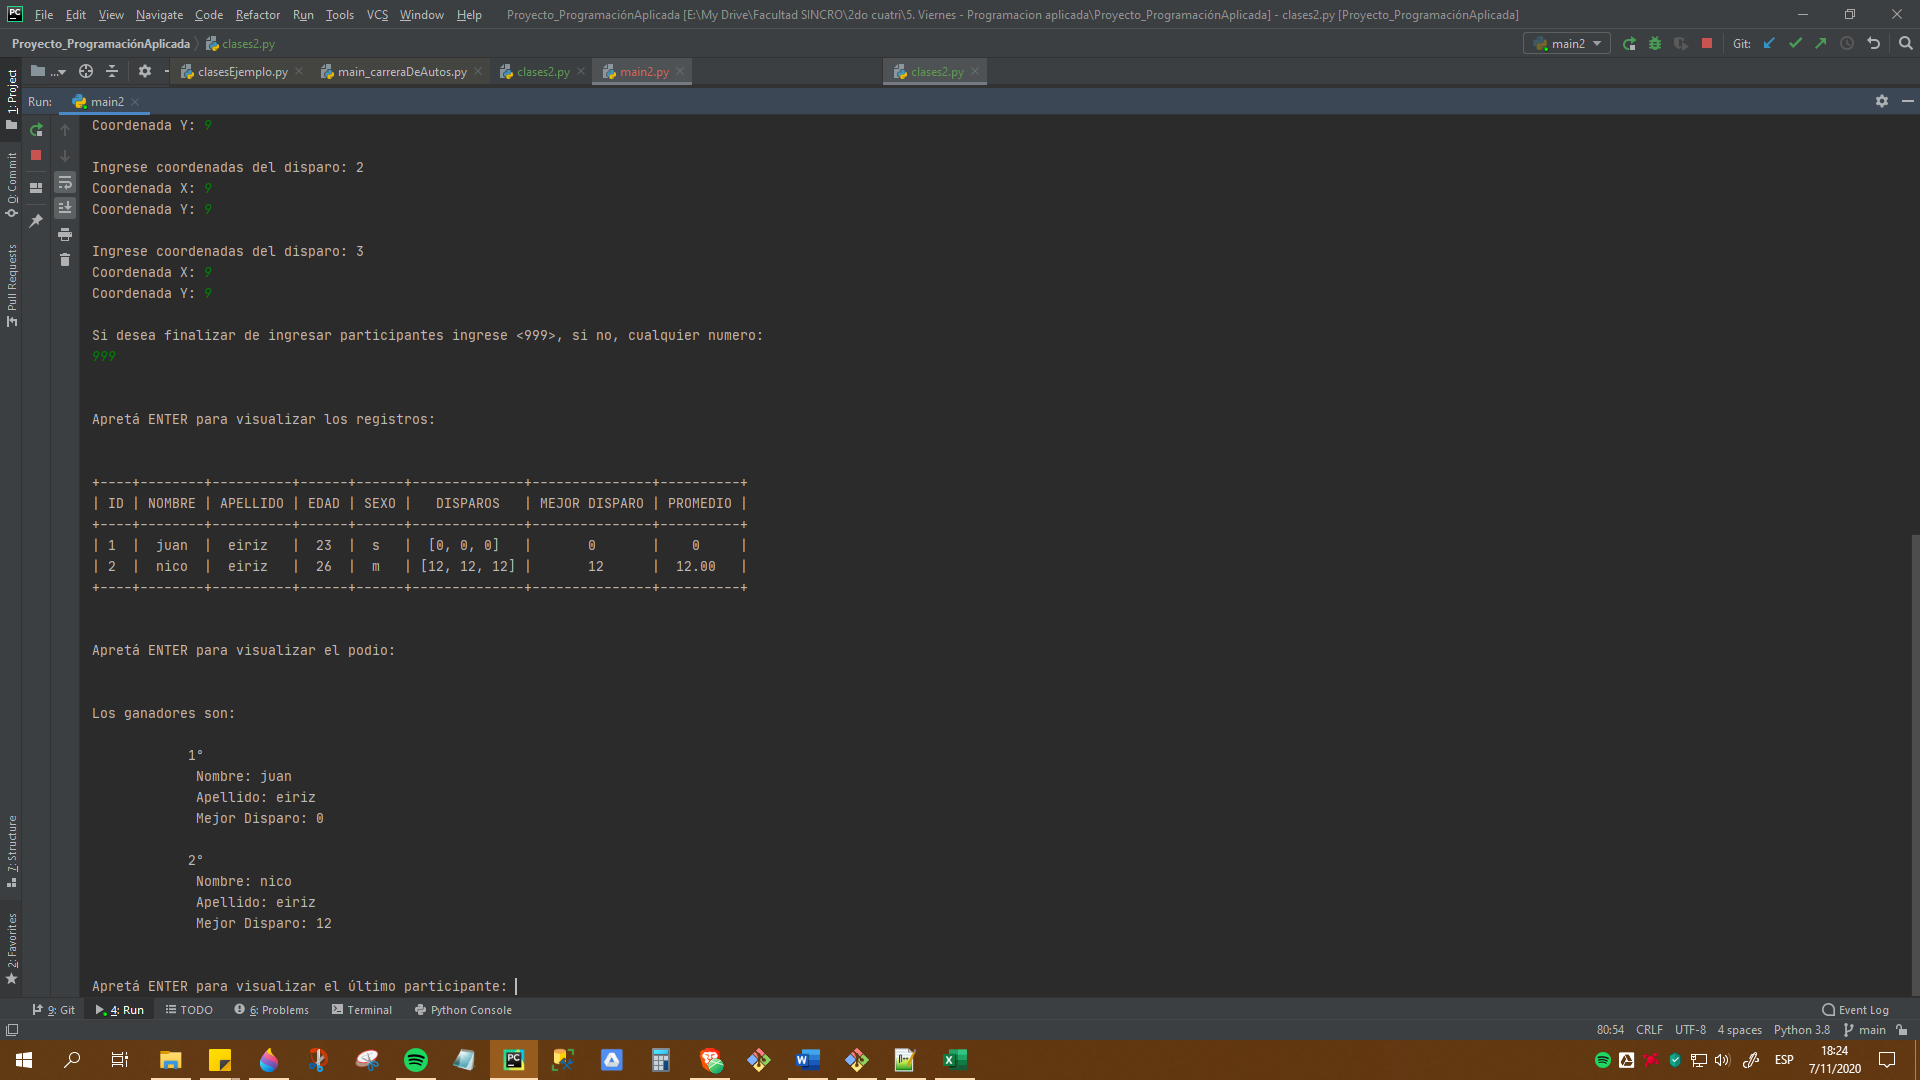 PC File Edit View Navigate Code Refactor Run Tools VCS Window Help Proyecto_ProgramaciónAplicada [E:\My Drive\Facultad SINCRO\2do cuatri\5. Viernes - Programacion aplicada\Proyecto_ProgramaciónAplicada] - clases2.py [Proyecto_ProgramaciónAplicada]
Proyecto_ProgramaciónAplicada clases2.py main2 Git:
... clasesEjemplo.py main_carreraDeAutos.py clases2.py main2.py clases2.py
Run: main2
1: Project
0: Commit
Pull Requests
7: Structure
2: Favorites
Coordenada Y: 9
Ingrese coordenadas del disparo: 2
Coordenada X: 9
Coordenada Y: 9
Ingrese coordenadas del disparo: 3
Coordenada X: 9
Coordenada Y: 9
Si desea finalizar de ingresar participantes ingrese <999>, si no, cualquier numero:
999
Apretá ENTER para visualizar los registros:
+----+--------+----------+------+------+--------------+---------------+----------+
| ID | NOMBRE | APELLIDO | EDAD | SEXO |   DISPAROS   | MEJOR DISPARO | PROMEDIO |
+----+--------+----------+------+------+--------------+---------------+----------+
| 1  |  juan  |  eiriz   |  23  |  s   |  [0, 0, 0]   |       0       |    0     |
| 2  |  nico  |  eiriz   |  26  |  m   | [12, 12, 12] |       12      |  12.00   |
+----+--------+----------+------+------+--------------+---------------+----------+
Apretá ENTER para visualizar el podio:
Los ganadores son:
1°
Nombre: juan
Apellido: eiriz
Mejor Disparo: 0
2°
Nombre: nico
Apellido: eiriz
Mejor Disparo: 12
Apretá ENTER para visualizar el último participante:
9: Git 4: Run TODO 6: Problems Terminal Python Console Event Log
80:54 CRLF UTF-8 4 spaces Python 3.8 main
PC W X ESP 18:24
7/11/2020